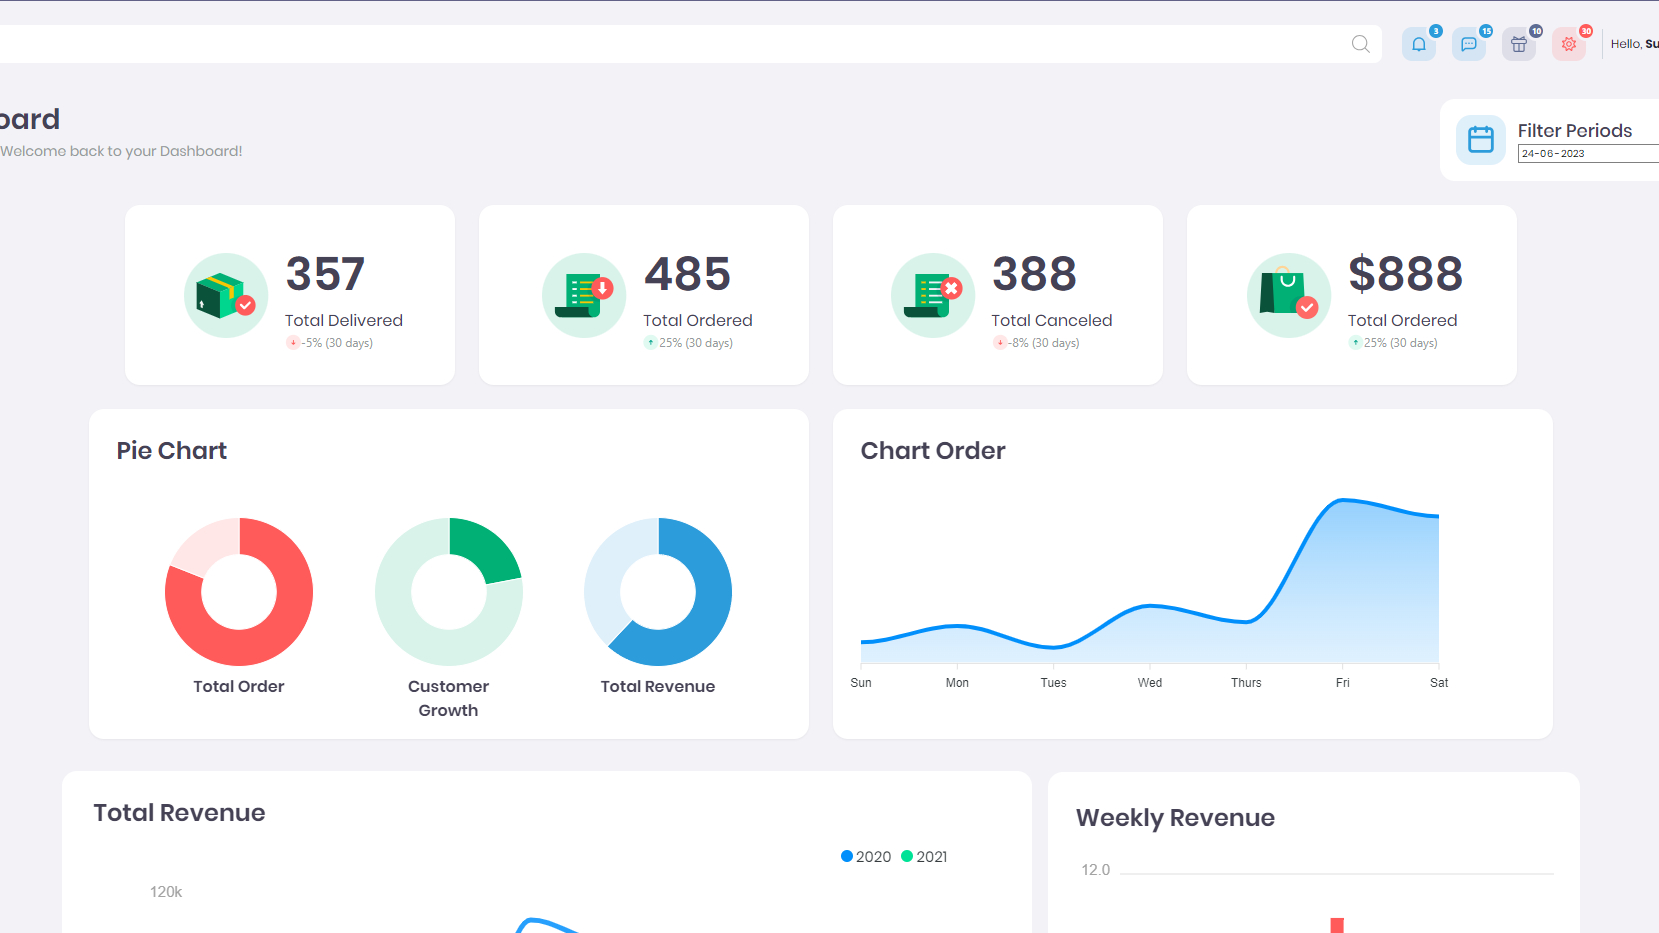 3
15
10
30
Hello, Su
oard
Welcome back to your Dashboard!
Filter Periods
24-06-2023
357
Total Delivered
-5% (30 days)
485
Total Ordered
25% (30 days)
388
Total Canceled
-8% (30 days)
$888
Total Ordered
25% (30 days)
Pie Chart
Total Order
Customer
Growth
Total Revenue
Chart Order
Sun Mon Tues Wed Thurs Fri Sat
Total Revenue
2020 2021
120k
Weekly Revenue
12.0